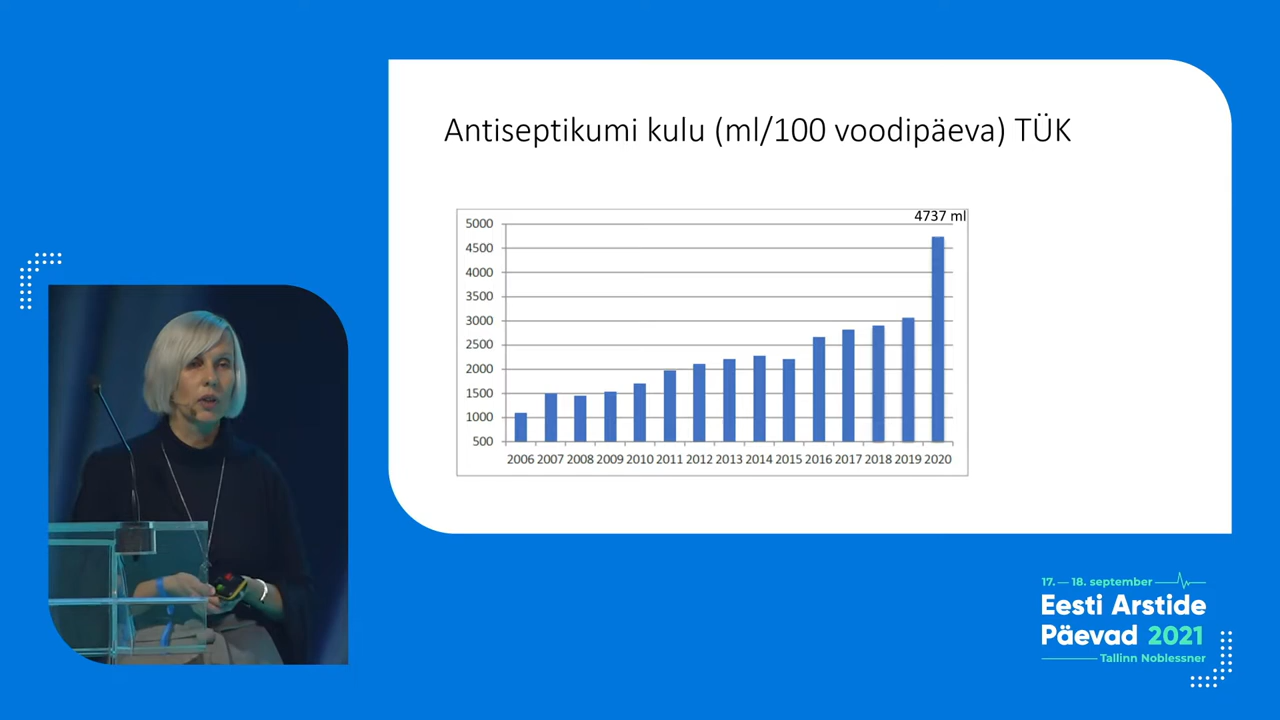 Antiseptikumi kulu (ml/100 voodipäeva) TÜK
4737 ml
5000
4500
4000
3500
3000
2500
2000
1500
1000
500
2006 2007 2008 2009 2010 2011 2012 2013 2014 2015 2016 2017 2018 2019 2020
17. — 18. september
Eesti Arstide
Päevad 2021
Tallinn Noblessner